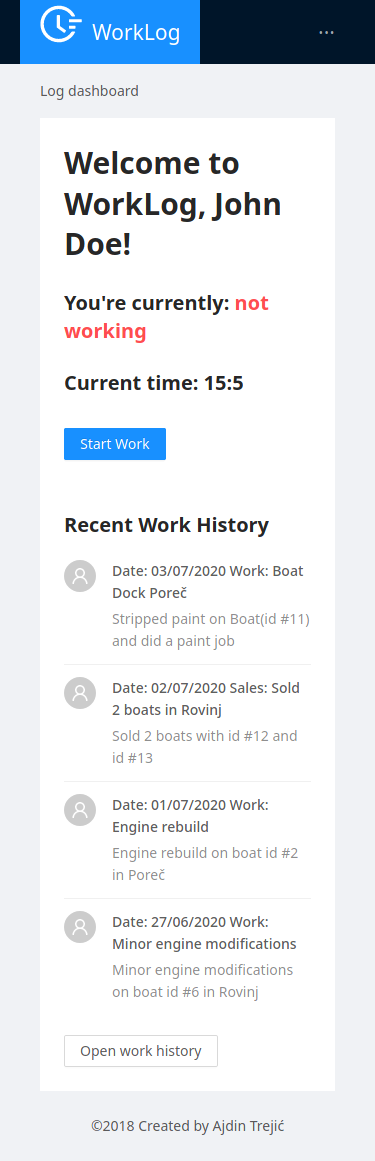 WorkLog
Log dashboard
Welcome to
WorkLog, John
Doe!
You're currently: not
working
Current time: 15:5
Start Work
Recent Work History
Date: 03/07/2020 Work: Boat
Dock Poreč
Stripped paint on Boat(id #11)
and did a paint job
Date: 02/07/2020 Sales: Sold
2 boats in Rovinj
Sold 2 boats with id #12 and
id #13
Date: 01/07/2020 Work:
Engine rebuild
Engine rebuild on boat id #2
in Poreč
Date: 27/06/2020 Work:
Minor engine modifications
Minor engine modifications
on boat id #6 in Rovinj
Open work history
©2018 Created by Ajdin Trejić